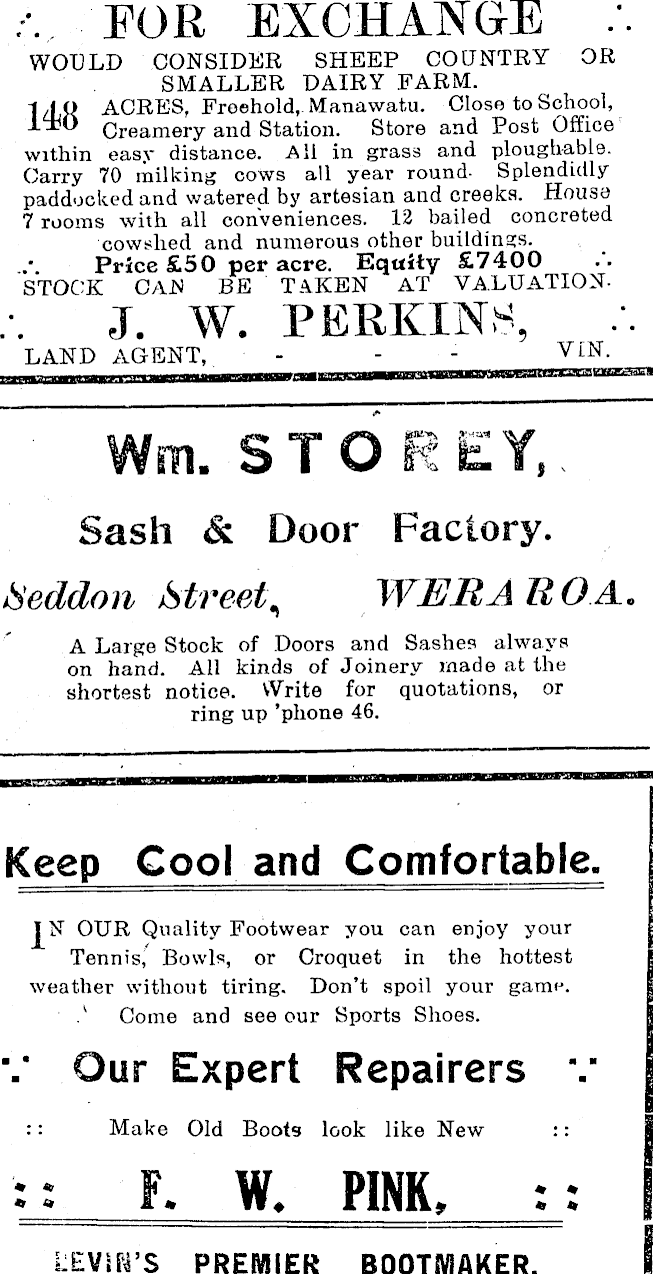 ∴ FOR EXCHANGE ∴
WOULD CONSIDER SHEEP COUNTRY OR
SMALLER DAIRY FARM.
148 ACRES, Freehold, Manawatu. Close to School,
Creamery and Station. Store and Post Office
within easy distance. All in grass and ploughable.
Carry 70 milking cows all year round. Splendidly
paddocked and watered by artesian and creeks. House
7 rooms with all conveniences. 12 bailed concreted
cowshed and numerous other buildings.
∴ Price £50 per acre. Equity £7400 ∴
STOCK CAN BE TAKEN AT VALUATION.
∴ J. W. PERKINS, ∴
LAND AGENT, - - - VIN.
Wm. STOREY,
Sash & Door Factory.
Seddon Street, WERAROA.
A Large Stock of Doors and Sashes always
on hand. All kinds of Joinery made at the
shortest notice. Write for quotations, or
ring up 'phone 46.
Keep Cool and Comfortable.
IN OUR Quality Footwear you can enjoy your
Tennis, Bowls, or Croquet in the hottest
weather without tiring. Don't spoil your game.
Come and see our Sports Shoes.
∵ Our Expert Repairers ∵
:: Make Old Boots look like New ::
:: F. W. PINK, ::
LEVIN'S PREMIER BOOTMAKER.